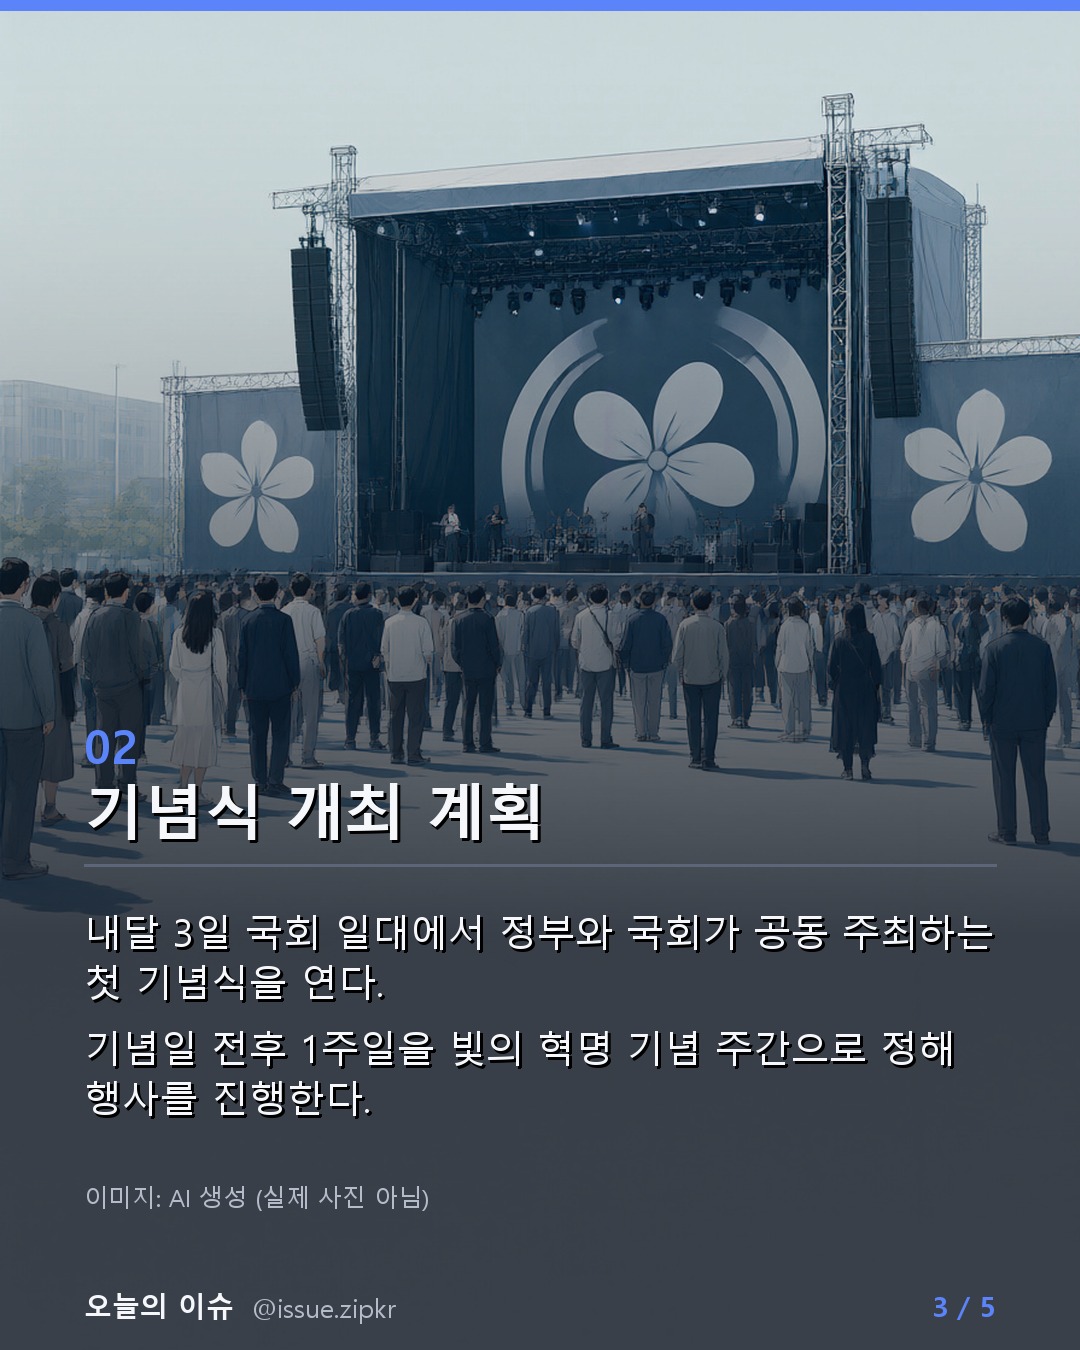 02
기념식 개최 계획
내달 3일 국회 일대에서 정부와 국회가 공동 주최하는
첫 기념식을 연다.
기념일 전후 1주일을 빛의 혁명 기념 주간으로 정해
행사를 진행한다.
이미지: AI 생성 (실제 사진 아님)
오늘의 이슈 @issue.zipkr
3 / 5